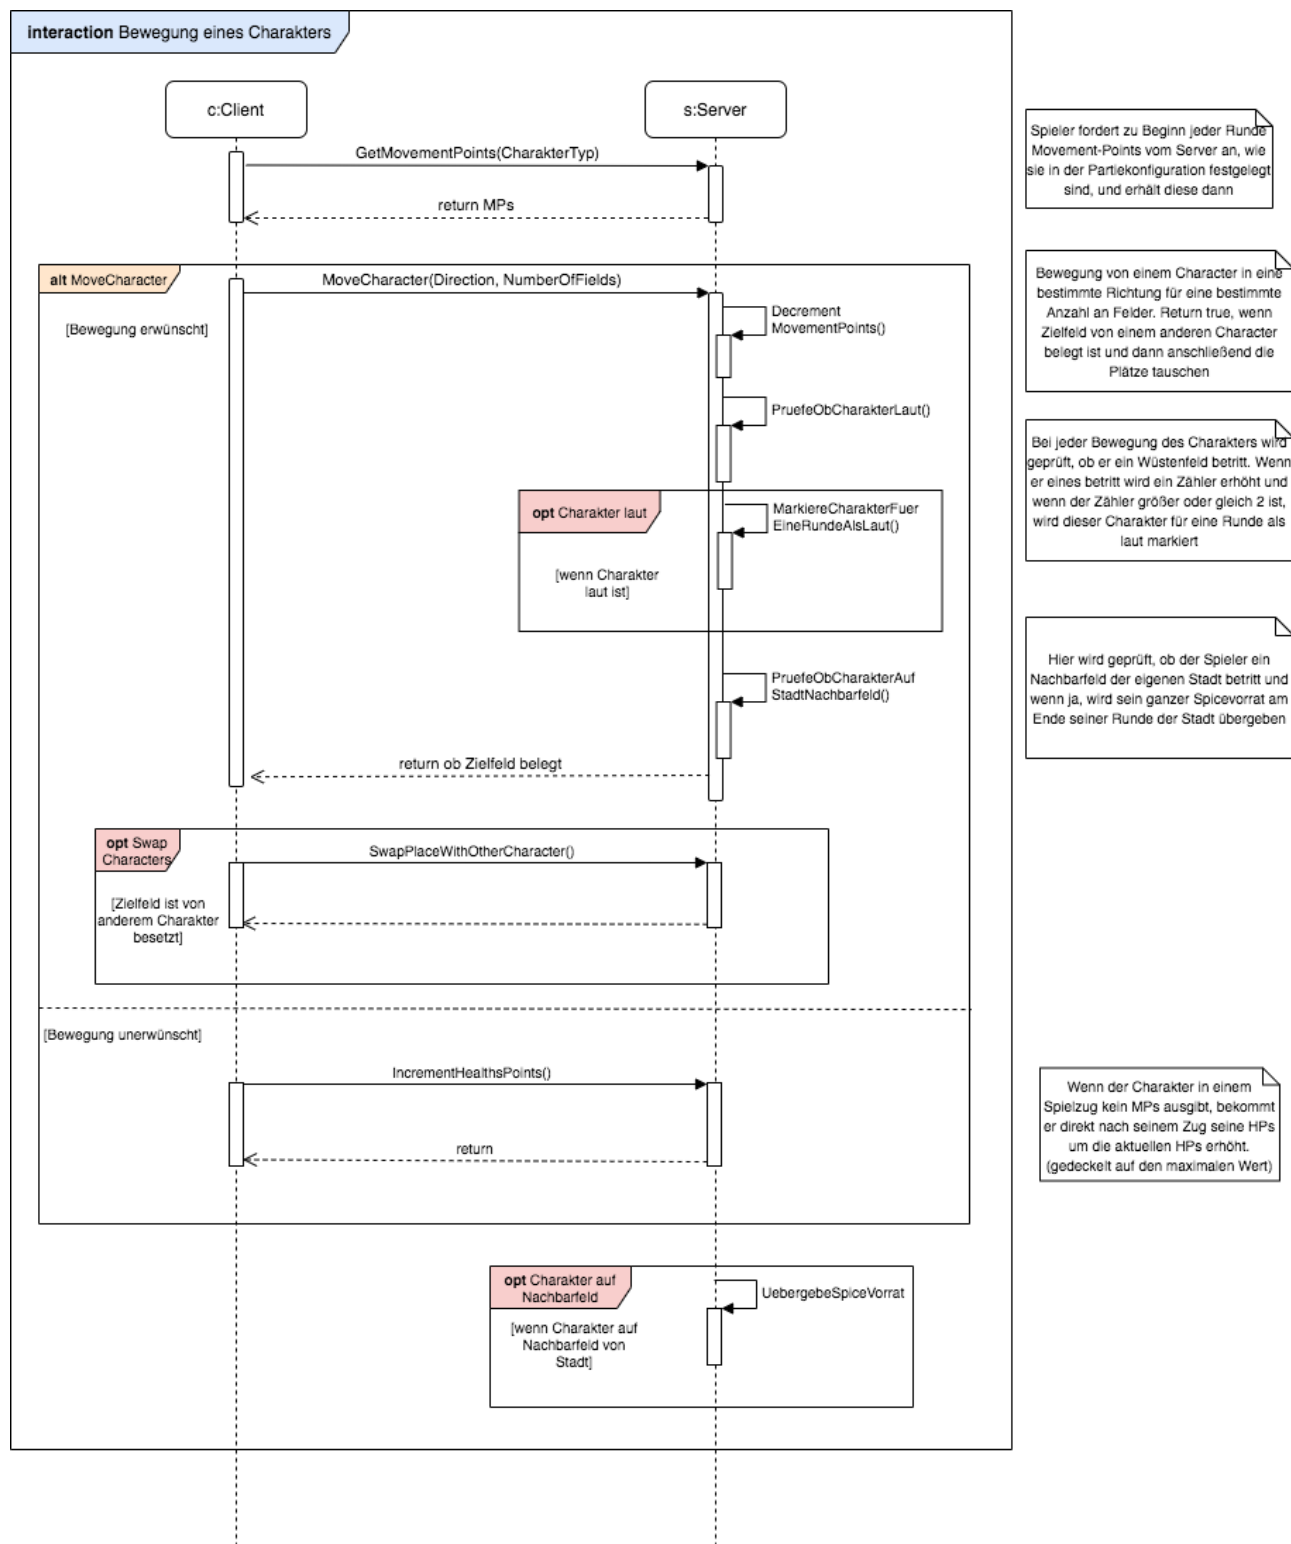 interaction Bewegung eines Charakters
c:Client
s:Server
GetMovementPoints(CharakterTyp)
return MPs
Spieler fordert zu Beginn jeder Runde
Movement-Points vom Server an, wie
sie in der Partiekonfiguration festgelegt
sind, und erhält diese dann
alt MoveCharacter
MoveCharacter(Direction, NumberOfFields)
[Bewegung erwünscht]
Decrement
MovementPoints()
Bewegung von einem Character in eine
bestimmte Richtung für eine bestimmte
Anzahl an Felder. Return true, wenn
Zielfeld von einem anderen Character
belegt ist und dann anschließend die
Plätze tauschen
PruefeObCharakterLaut()
Bei jeder Bewegung des Charakters wird
geprüft, ob er ein Wüstenfeld betritt. Wenn
er eines betritt wird ein Zähler erhöht und
wenn der Zähler größer oder gleich 2 ist,
wird dieser Charakter für eine Runde als
laut markiert
opt Charakter laut
MarkiereCharakterFuer
EineRundeAlsLaut()
[wenn Charakter
laut ist]
PruefeObCharakterAuf
StadtNachbarfeld()
Hier wird geprüft, ob der Spieler ein
Nachbarfeld der eigenen Stadt betritt und
wenn ja, wird sein ganzer Spicevorrat am
Ende seiner Runde der Stadt übergeben
return ob Zielfeld belegt
opt Swap
Characters
SwapPlaceWithOtherCharacter()
[Zielfeld ist von
anderem Charakter
besetzt]
[Bewegung unerwünscht]
IncrementHealthsPoints()
return
Wenn der Charakter in einem
Spielzug kein MPs ausgibt, bekommt
er direkt nach seinem Zug seine HPs
um die aktuellen HPs erhöht.
(gedeckelt auf den maximalen Wert)
opt Charakter auf
Nachbarfeld
UebergebeSpiceVorrat
[wenn Charakter auf
Nachbarfeld von
Stadt]